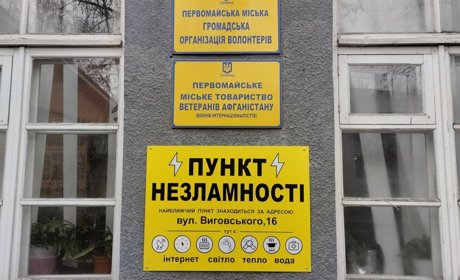 ПЕРВОМАЙСЬКА МІСЬКА
ГРОМАДСЬКА
ОРГАНІЗАЦІЯ ВОЛОНТЕРІВ
ПЕРВОМАЙСЬКЕ
МІСЬКЕ ТОВАРИСТВО
ВЕТЕРАНІВ АФГАНІСТАНУ
(ВОЇНІВ ІНТЕРНАЦІОНАЛІСТІВ)
ПУНКТ
НЕЗЛАМНОСТІ
НАЙБЛИЖЧИЙ ПУНКТ ЗНАХОДИТЬСЯ ЗА АДРЕСОЮ:
вул. Виговського,16
тут є:
інтернет світло тепло вода